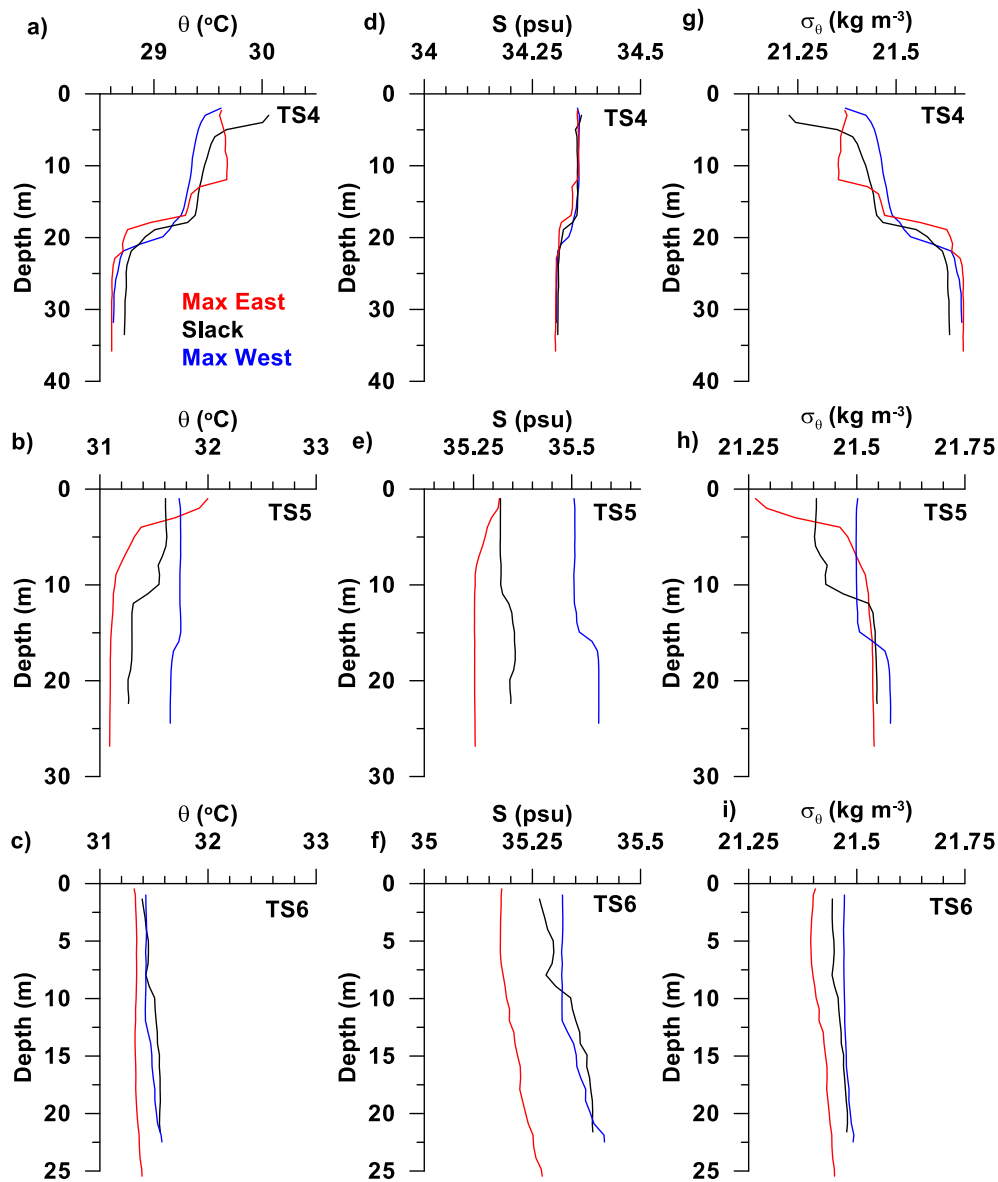 a) θ (oC) d) S (psu) g) σθ (kg m-3)
29 30 34 34.25 34.5 21.25 21.5
0 TS4 0 TS4 0 TS4
10 10 10
20 20 20
30 30 30
40 40 40
Depth (m) Depth (m) Depth (m)
Max East
Slack
Max West
b) θ (oC) e) S (psu) h) σθ (kg m-3)
31 32 33 35.25 35.5 21.25 21.5 21.75
0 TS5 0 TS5 0 TS5
10 10 10
20 20 20
30 30 30
Depth (m) Depth (m) Depth (m)
c) θ (oC) f) S (psu) i) σθ (kg m-3)
31 32 33 35 35.25 35.5 21.25 21.5 21.75
0 TS6 0 TS6 0 TS6
5 5 5
10 10 10
15 15 15
20 20 20
25 25 25
Depth (m) Depth (m) Depth (m)